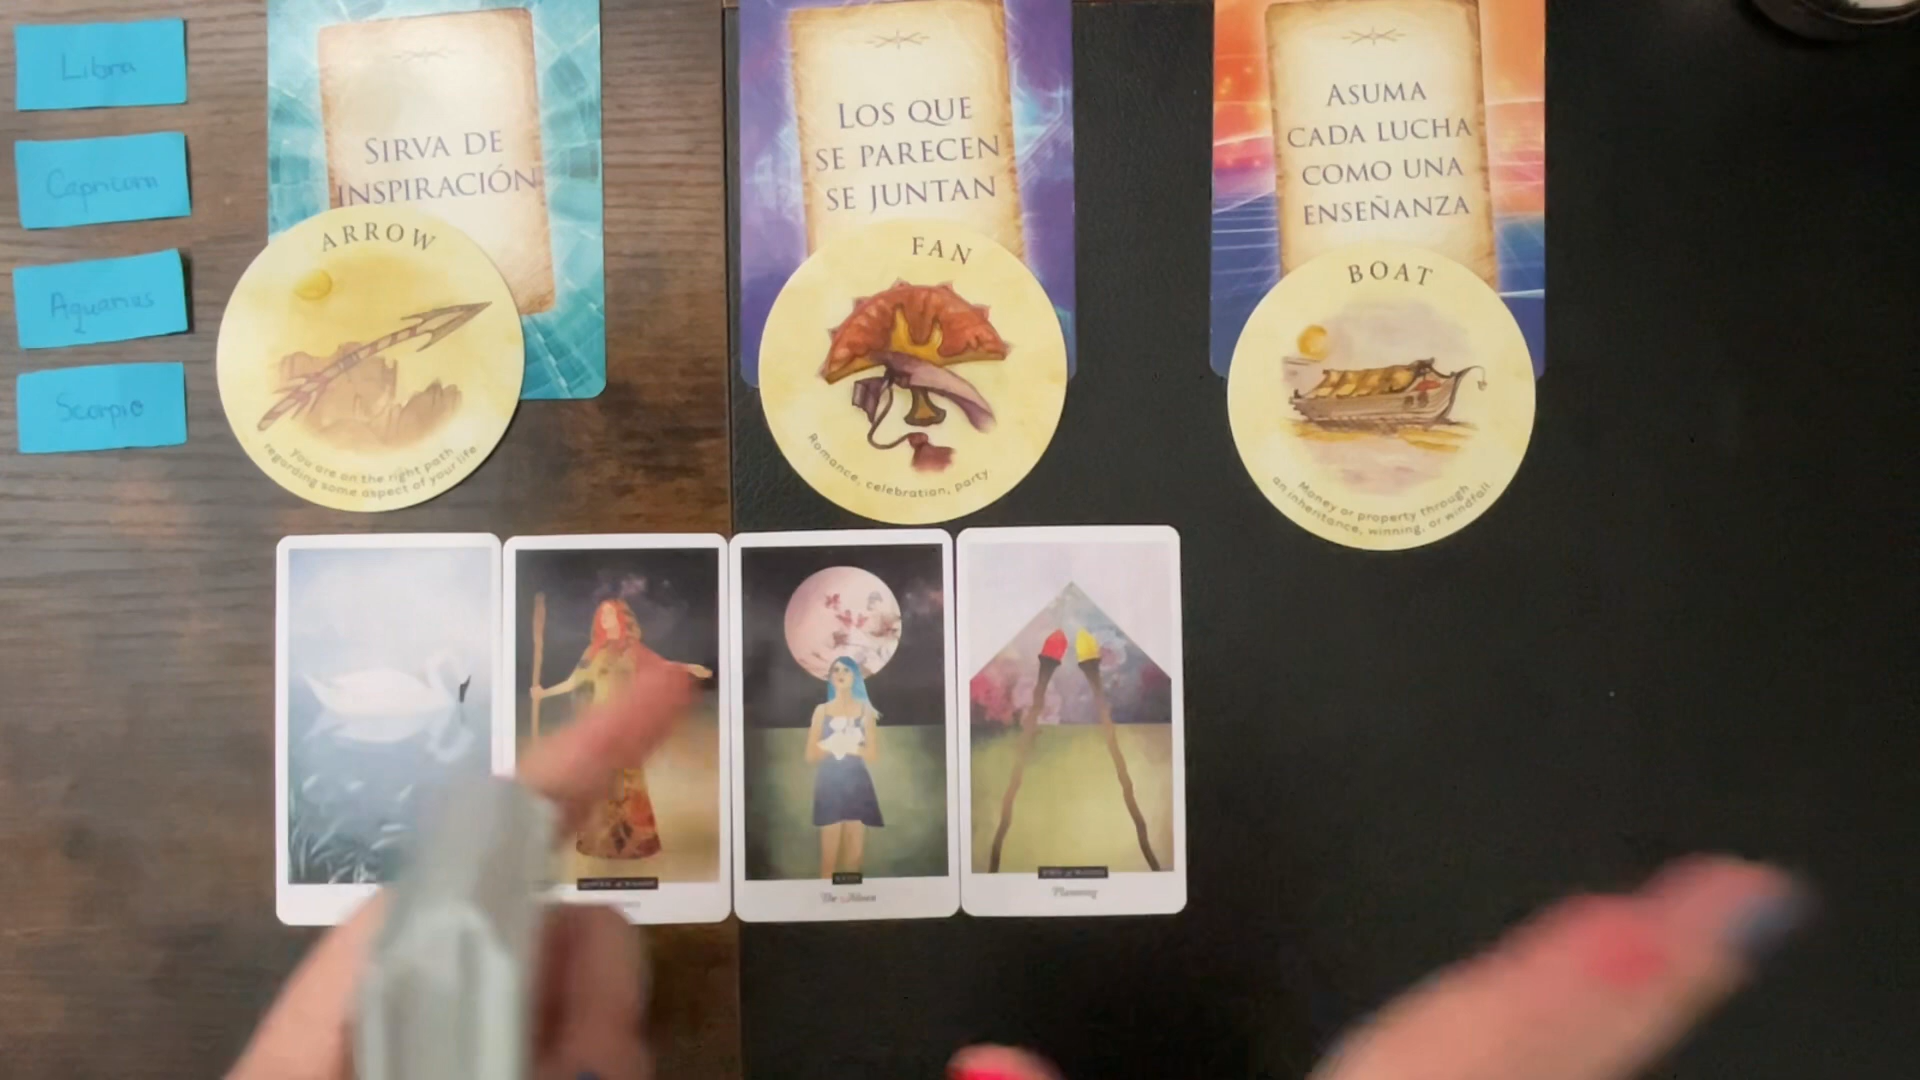 Libra
Capricorn
Aquarius
Scorpio
SIRVA DE
INSPIRACIÓN
ARROW
You are on the right path
regarding some aspect of your life
LOS QUE
SE PARECEN
SE JUNTAN
FAN
Romance, celebration, party.
ASUMA
CADA LUCHA
COMO UNA
ENSEÑANZA
BOAT
Money or property through
an inheritance, winning, or windfall.
The Moon
Planning